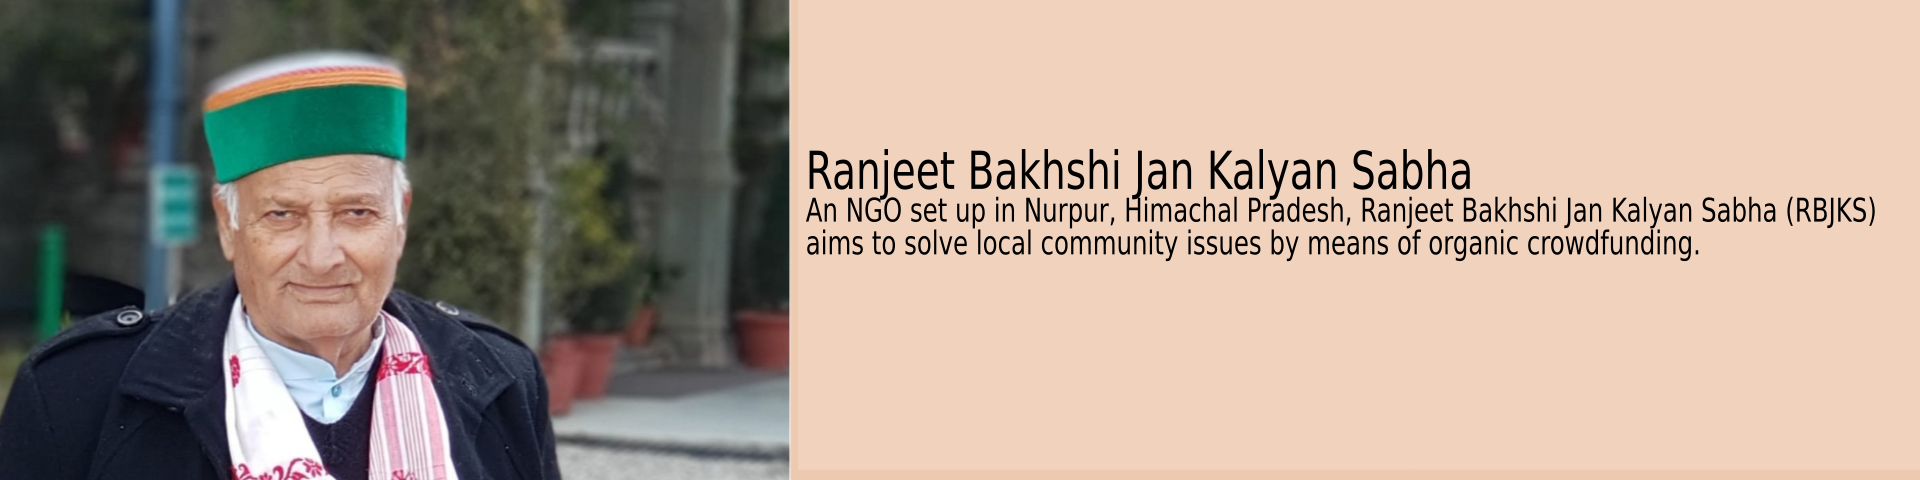 Ranjeet Bakhshi Jan Kalyan Sabha
An NGO set up in Nurpur, Himachal Pradesh, Ranjeet Bakhshi Jan Kalyan Sabha (RBJKS)
aims to solve local community issues by means of organic crowdfunding.